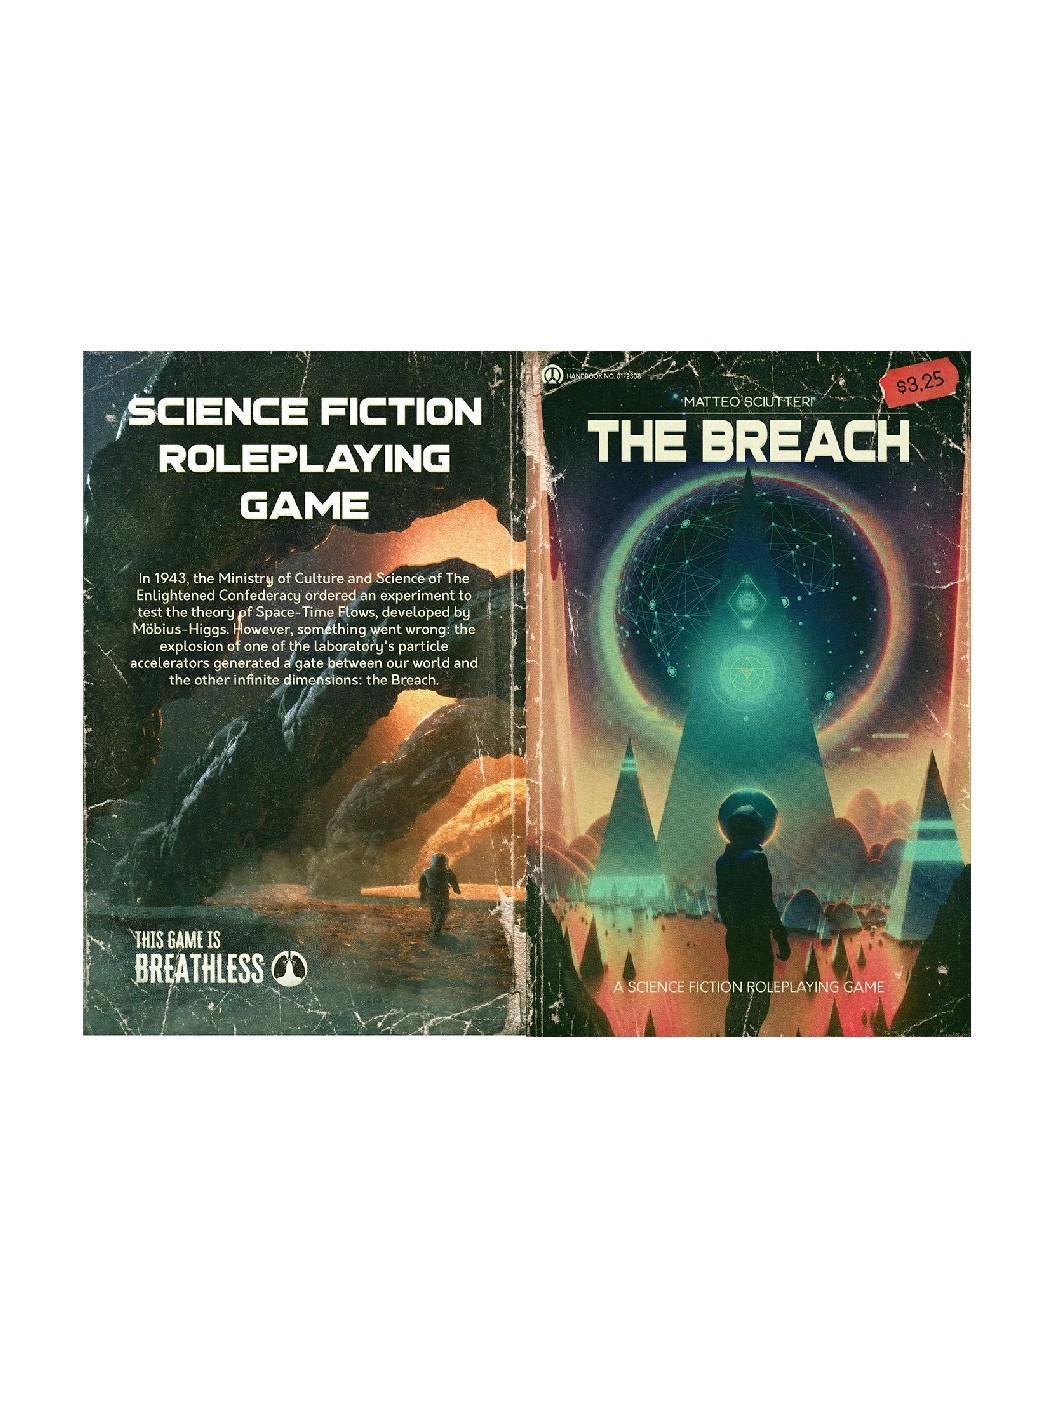 SCIENCE FICTION
ROLEPLAYING
GAME
In 1943, the Ministry of Culture and Science of The
Enlightened Confederacy ordered an experiment to
test the theory of Space-Time Flows, developed by
Möbius-Higgs. However, something went wrong: the
explosion of one of the laboratory's particle
accelerators generated a gate between our world and
the other infinite dimensions: the Breach.
THIS GAME IS
BREATHLESS
HANDBOOK NO.
$3,25
MATTEO SCIUTTERI
THE BREACH
A SCIENCE FICTION ROLEPLAYING GAME